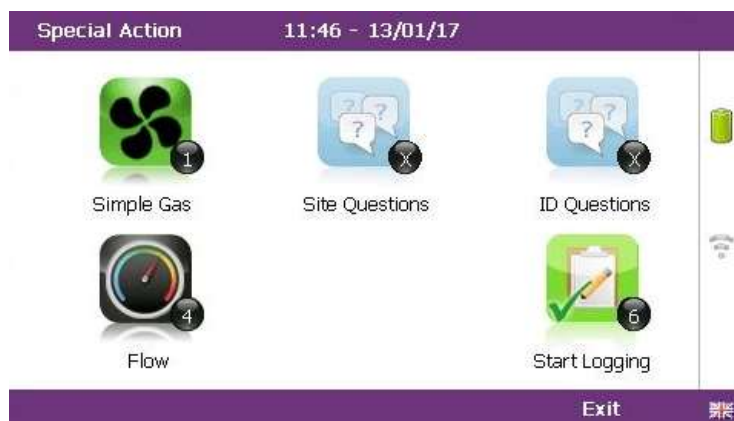 Special Action 11:46 - 13/01/17
? ? ? ? ? ?
1 X X
Simple Gas Site Questions ID Questions
4 6
Flow Start Logging
Exit